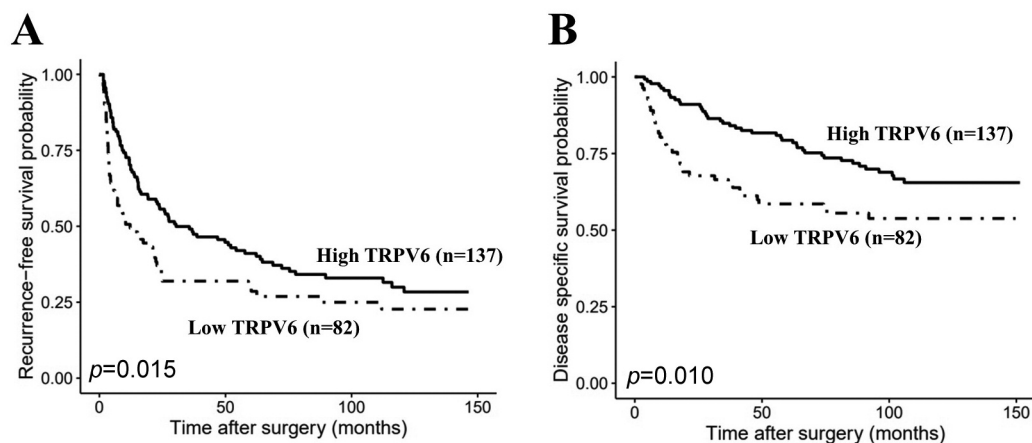 A
Recurrence-free survival probability
1.00
0.75
0.50
0.25
0.00
High TRPV6 (n=137)
Low TRPV6 (n=82)
p=0.015
0 50 100 150
Time after surgery (months)
B
Disease specific survival probability
1.00
0.75
0.50
0.25
0.00
High TRPV6 (n=137)
Low TRPV6 (n=82)
p=0.010
0 50 100 150
Time after surgery (months)